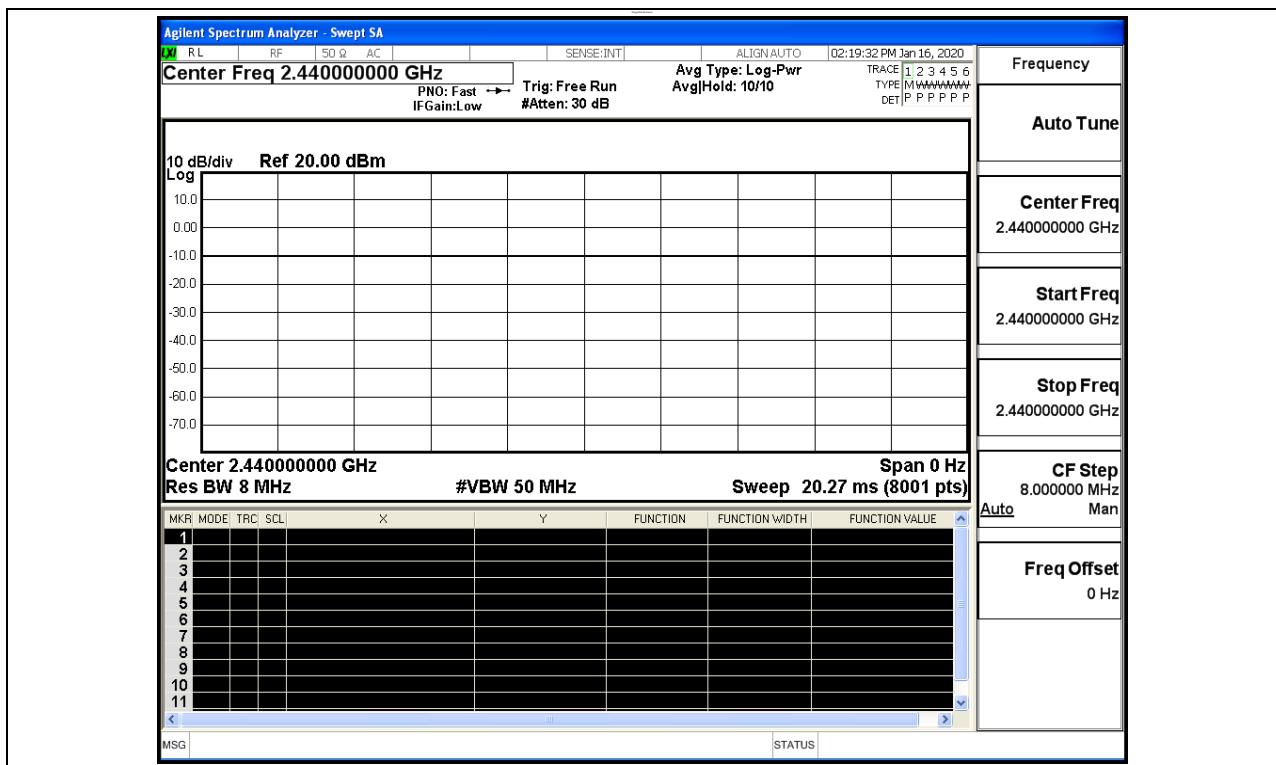 Agilent Spectrum Analyzer - Swept SA
LXI RL RF 50 Ω AC SENSE:INT ALIGN AUTO 02:19:32 PM Jan 16, 2020
Center Freq 2.440000000 GHz
PNO: Fast
IFGain:Low
Trig: Free Run
#Atten: 30 dB
Avg Type: Log-Pwr
Avg|Hold: 10/10
TRACE 1 2 3 4 5 6
TYPE M WWWWW
DET P P P P P P
10 dB/div Ref 20.00 dBm
Log
10.0
0.00
-10.0
-20.0
-30.0
-40.0
-50.0
-60.0
-70.0
Center 2.440000000 GHz Span 0 Hz
Res BW 8 MHz #VBW 50 MHz Sweep 20.27 ms (8001 pts)
MKR MODE TRC SCL X Y FUNCTION FUNCTION WIDTH FUNCTION VALUE
1
2
3
4
5
6
7
8
9
10
11
MSG STATUS
Frequency
Auto Tune
Center Freq
2.440000000 GHz
Start Freq
2.440000000 GHz
Stop Freq
2.440000000 GHz
CF Step
8.000000 MHz
Auto Man
Freq Offset
0 Hz